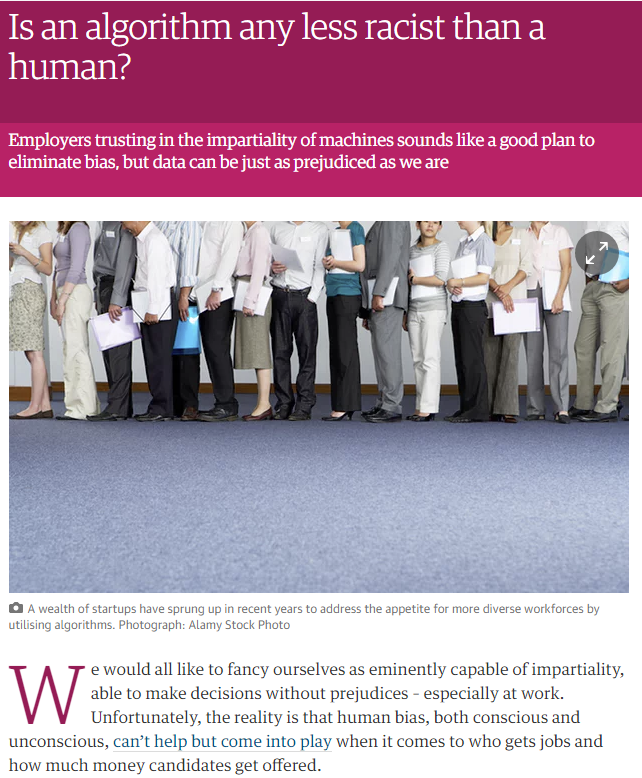 Is an algorithm any less racist than a
human?
Employers trusting in the impartiality of machines sounds like a good plan to
eliminate bias, but data can be just as prejudiced as we are
A wealth of startups have sprung up in recent years to address the appetite for more diverse workforces by
utilising algorithms. Photograph: Alamy Stock Photo
We would all like to fancy ourselves as eminently capable of impartiality,
able to make decisions without prejudices – especially at work.
Unfortunately, the reality is that human bias, both conscious and
unconscious, can’t help but come into play when it comes to who gets jobs and
how much money candidates get offered.